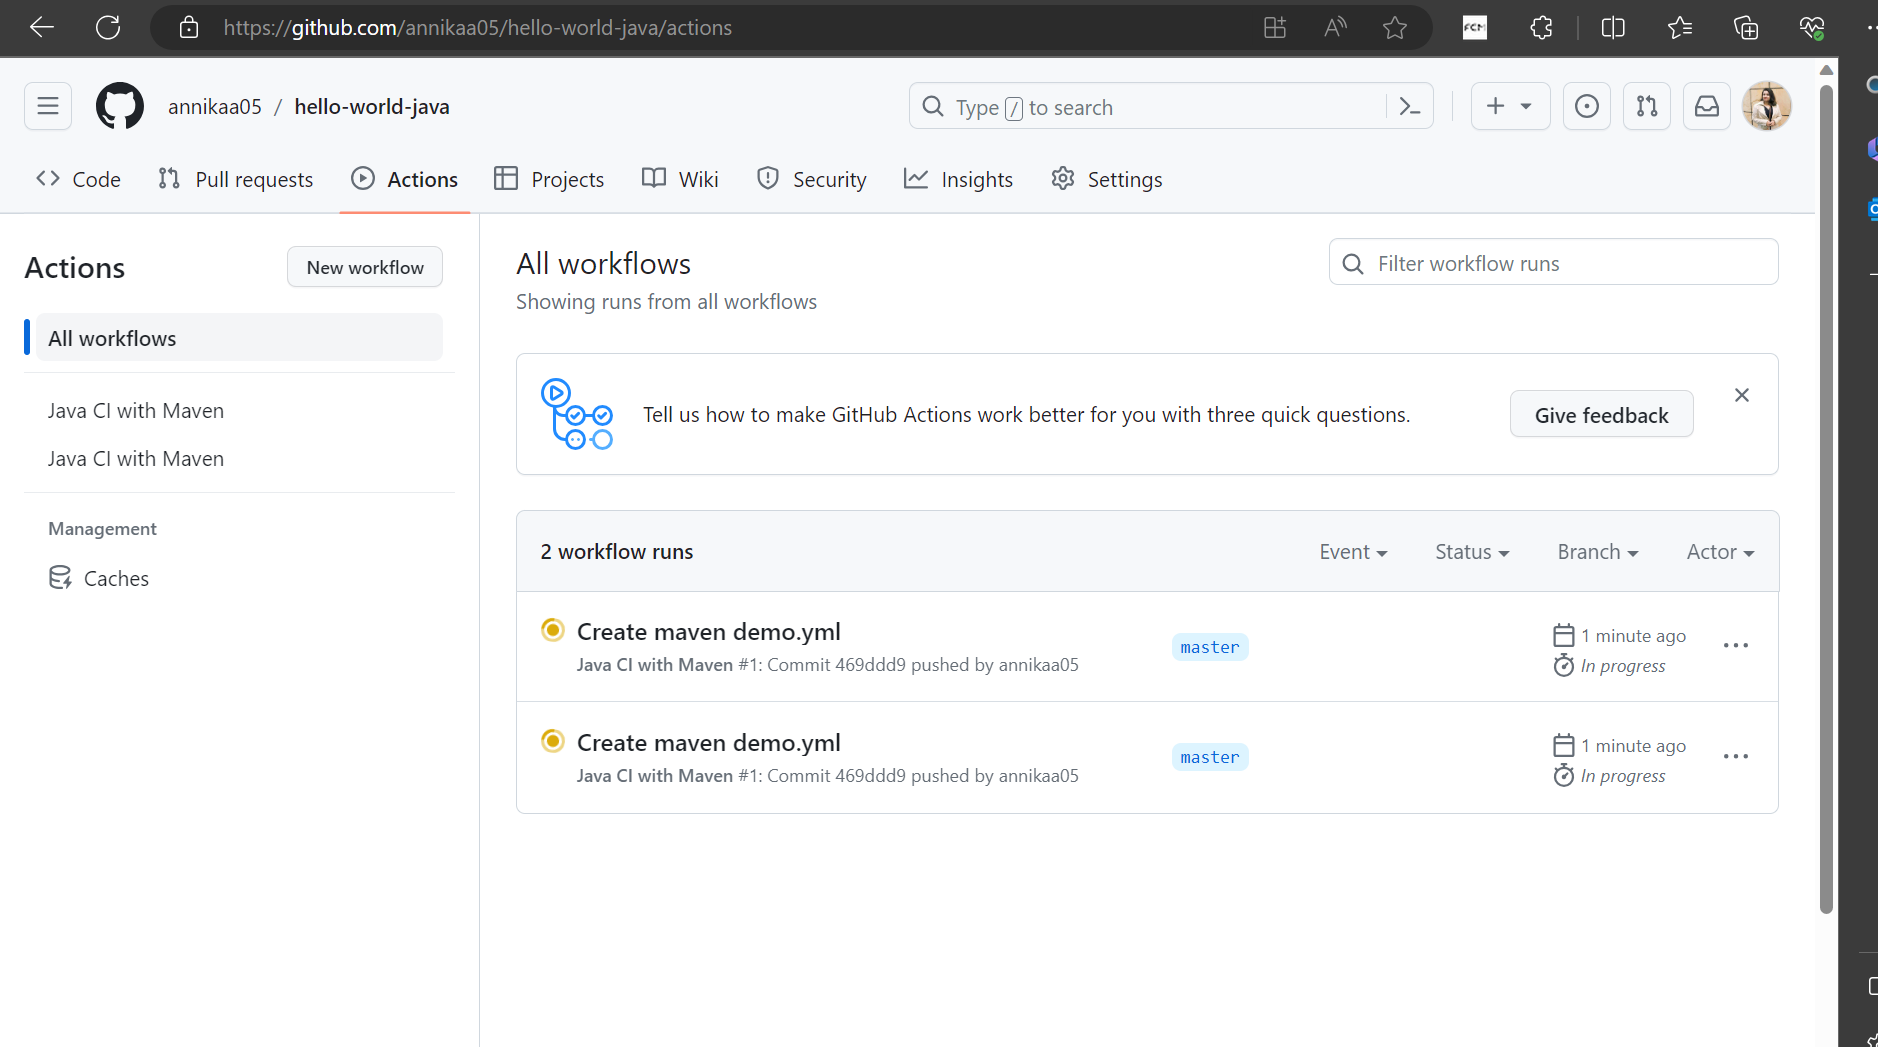 https://github.com/annikaa05/hello-world-java/actions
FCM
annikaa05 / hello-world-java
Type / to search
Code
Pull requests
Actions
Projects
Wiki
Security
Insights
Settings
Actions
New workflow
All workflows
Java CI with Maven
Java CI with Maven
Management
Caches
All workflows
Showing runs from all workflows
Filter workflow runs
Tell us how to make GitHub Actions work better for you with three quick questions.
Give feedback
2 workflow runs
Event
Status
Branch
Actor
Create maven demo.yml
Java CI with Maven #1: Commit 469ddd9 pushed by annikaa05
master
1 minute ago
In progress
Create maven demo.yml
Java CI with Maven #1: Commit 469ddd9 pushed by annikaa05
master
1 minute ago
In progress